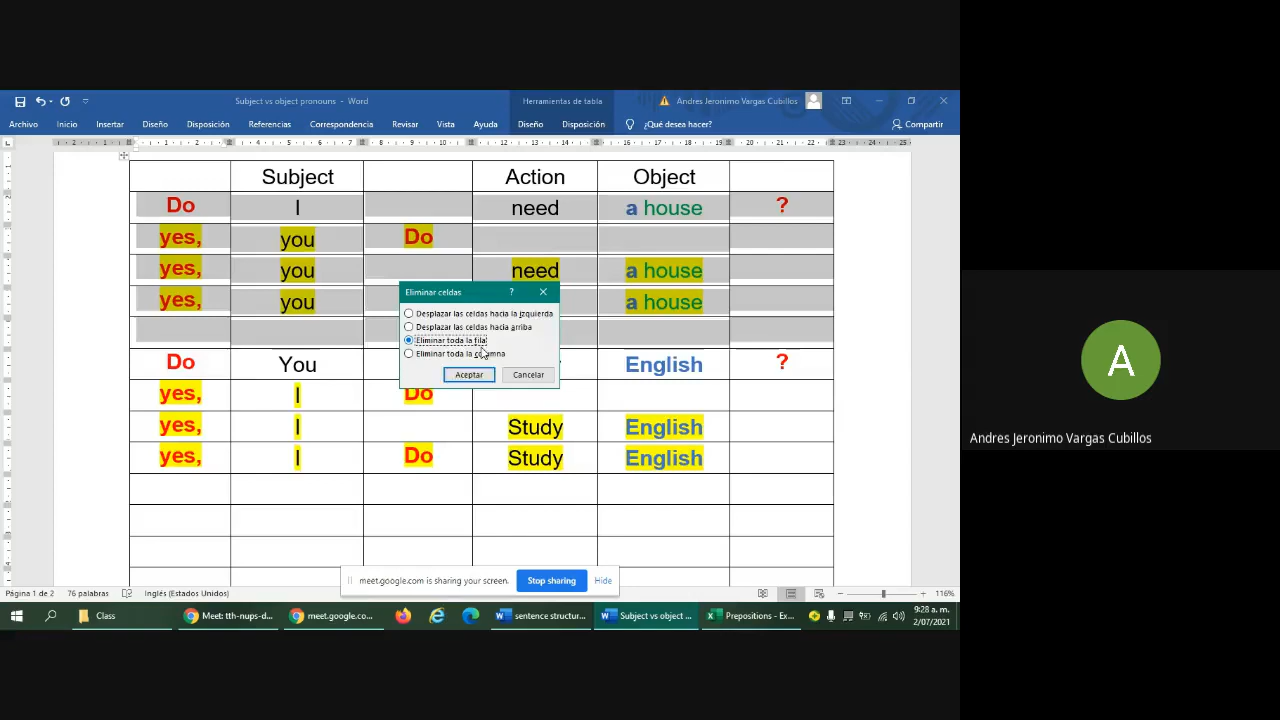 Subject vs object pronouns - Word
Herramientas de tabla
Andres Jeronimo Vargas Cubillos
Archivo Inicio Insertar Diseño Disposición Referencias Correspondencia Revisar Vista Ayuda Diseño Disposición ¿Qué desea hacer? Compartir
Subject Action Object
Do I need a house ?
yes, you Do
yes, you need a house
yes, you a house
Eliminar celdas ?
Desplazar las celdas hacia la izquierda
Desplazar las celdas hacia arriba
Eliminar toda la fila
Eliminar toda la columna
Aceptar Cancelar
Do You English ?
yes, I Do
yes, I Study English
yes, I Do Study English
meet.google.com is sharing your screen. Stop sharing Hide
Página 1 de 2 76 palabras Inglés (Estados Unidos) 116%
Class Meet: tth-nups-d... meet.google.co... sentence structur... Subject vs object ... Prepositions - Ex...
9:28 a. m.
2/07/2021
A
Andres Jeronimo Vargas Cubillos